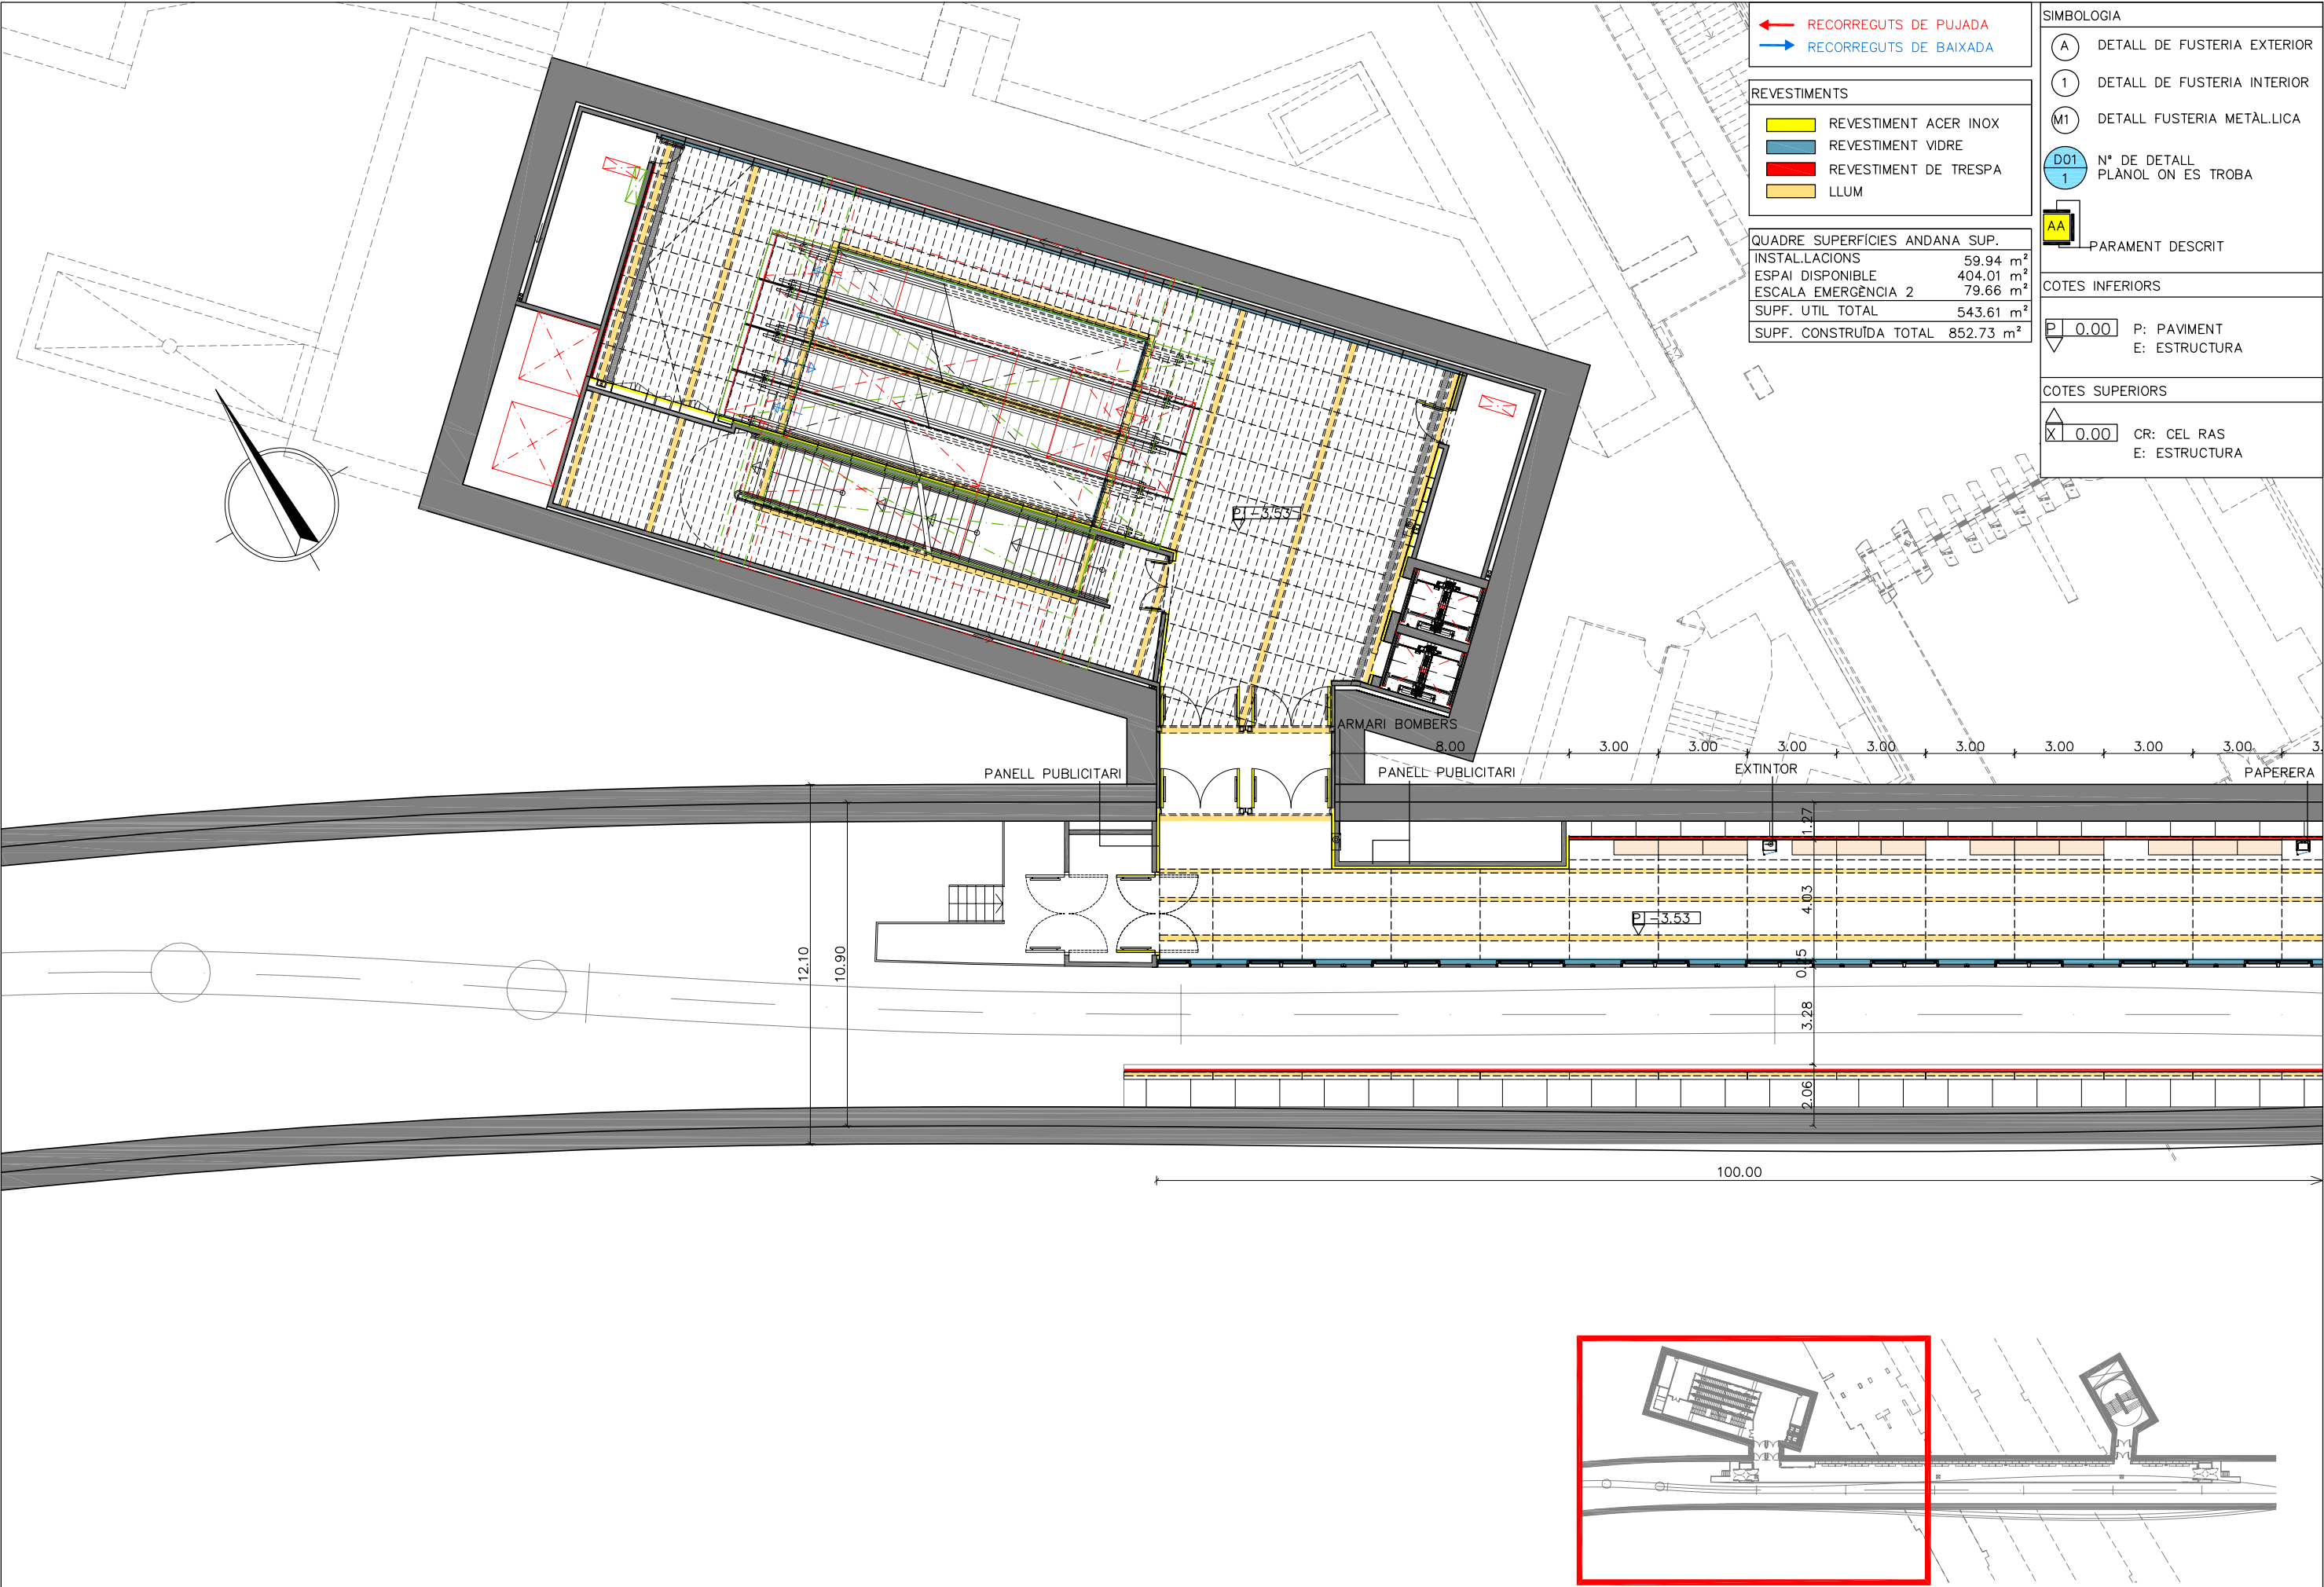 RECORREGUTS DE PUJADA
RECORREGUTS DE BAIXADA
REVESTIMENTS
REVESTIMENT ACER INOX
REVESTIMENT VIDRE
REVESTIMENT DE TRESPA
LLUM
QUADRE SUPERFÍCIES ANDANA SUP.
INSTAL.LACIONS 59.94 m²
ESPAI DISPONIBLE 404.01 m²
ESCALA EMERGÈNCIA 2 79.66 m²
SUPF. UTIL TOTAL 543.61 m²
SUPF. CONSTRUÏDA TOTAL 852.73 m²
SIMBOLOGIA
A DETALL DE FUSTERIA EXTERIOR
1 DETALL DE FUSTERIA INTERIOR
M1 DETALL FUSTERIA METÀL.LICA
D01 Nº DE DETALL
1 PLÀNOL ON ES TROBA
AA
PARAMENT DESCRIT
COTES INFERIORS
P 0.00 P: PAVIMENT
E: ESTRUCTURA
COTES SUPERIORS
X 0.00 CR: CEL RAS
E: ESTRUCTURA
P -3.53
ARMARI BOMBERS
8.00 3.00 3.00 3.00 3.00 3.00 3.00 3.00 3.00 3.
PANELL PUBLICITARI
PANELL PUBLICITARI
EXTINTOR
PAPERERA
1.27
4.03
P -3.53
0.25
12.10
10.90
3.28
2.06
100.00